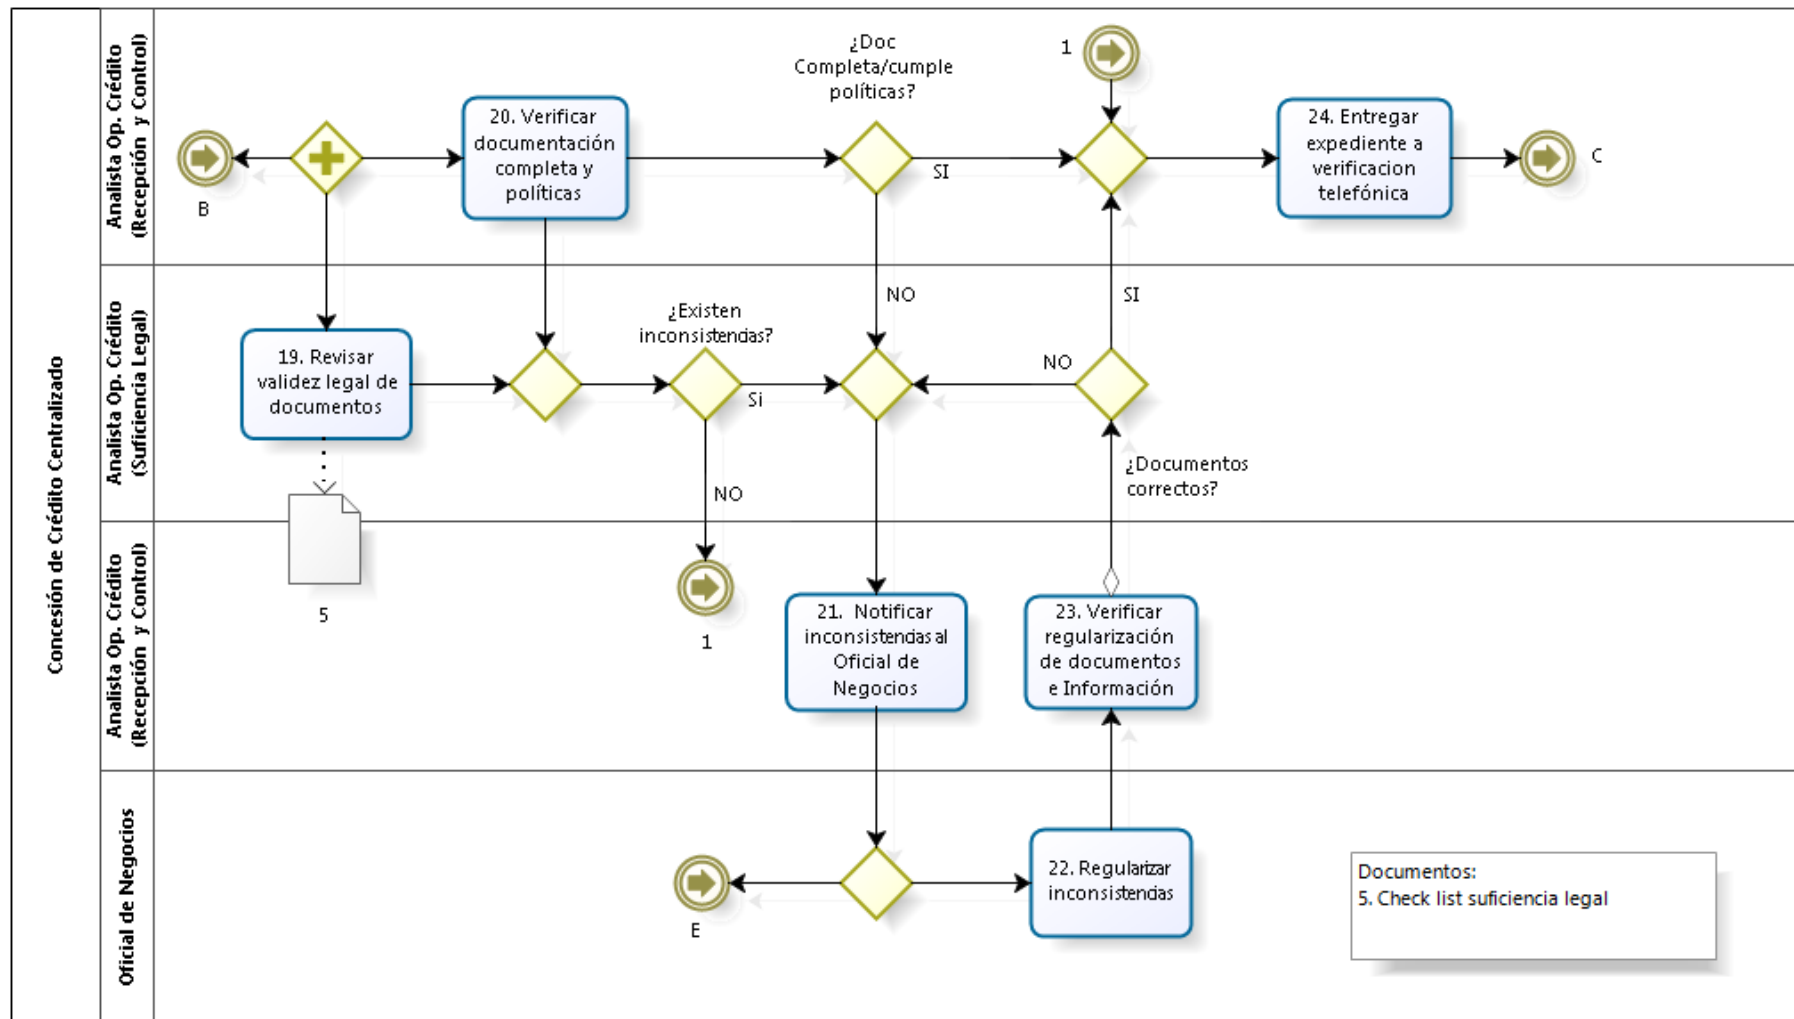 Concesión de Crédito Centralizado
Analista Op. Crédito
(Recepción y Control)
Analista Op. Crédito
(Suficiencia Legal)
Analista Op. Crédito
(Recepción y Control)
Oficial de Negocios
B
20. Verificar
documentación
completa y
políticas
¿Doc
Completa/cumple
políticas?
SI
NO
1
24. Entregar
expediente a
verificacion
telefónica
C
19. Revisar
validez legal de
documentos
5
¿Existen
inconsistencias?
Si
NO
1
NO
SI
¿Documentos
correctos?
21. Notificar
inconsistencias al
Oficial de
Negocios
23. Verificar
regularización
de documentos
e Información
E
22. Regularizar
inconsistencias
Documentos:
5. Check list suficiencia legal